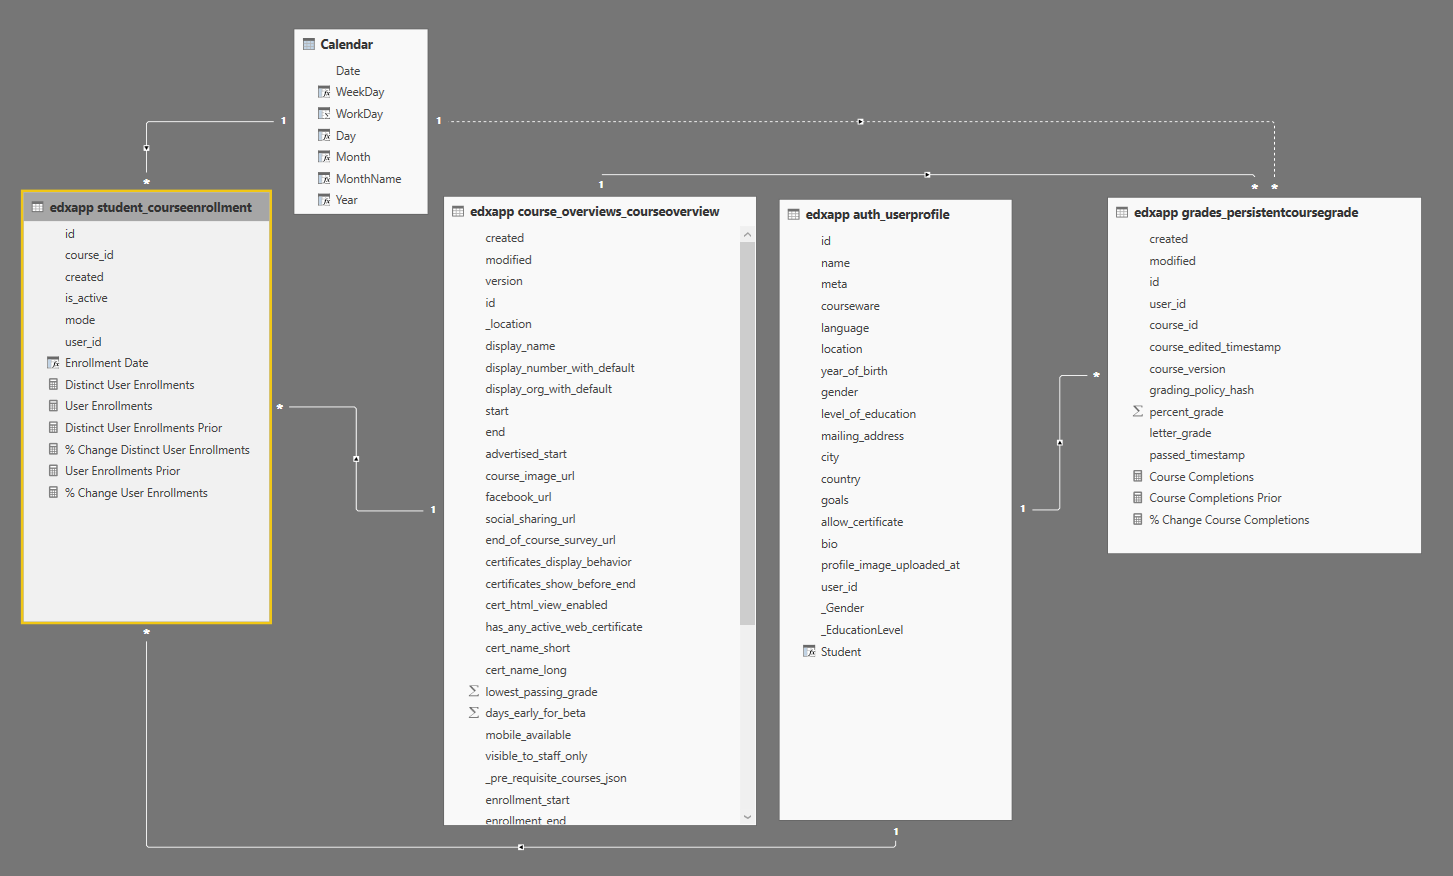 Calendar
Date
WeekDay
WorkDay
Day
Month
MonthName
Year
1
1
*
1
*
*
edxapp student_courseenrollment
id
course_id
created
is_active
mode
user_id
Enrollment Date
Distinct User Enrollments
User Enrollments
Distinct User Enrollments Prior
% Change Distinct User Enrollments
User Enrollments Prior
% Change User Enrollments
*
1
*
edxapp course_overviews_courseoverview
created
modified
version
id
_location
display_name
display_number_with_default
display_org_with_default
start
end
advertised_start
course_image_url
facebook_url
social_sharing_url
end_of_course_survey_url
certificates_display_behavior
certificates_show_before_end
cert_html_view_enabled
has_any_active_web_certificate
cert_name_short
cert_name_long
lowest_passing_grade
days_early_for_beta
mobile_available
visible_to_staff_only
_pre_requisite_courses_json
enrollment_start
enrollment_end
edxapp auth_userprofile
id
name
meta
courseware
language
location
year_of_birth
gender
level_of_education
mailing_address
city
country
goals
allow_certificate
bio
profile_image_uploaded_at
user_id
_Gender
_EducationLevel
Student
1
1
*
edxapp grades_persistentcoursegrade
created
modified
id
user_id
course_id
course_edited_timestamp
course_version
grading_policy_hash
percent_grade
letter_grade
passed_timestamp
Course Completions
Course Completions Prior
% Change Course Completions